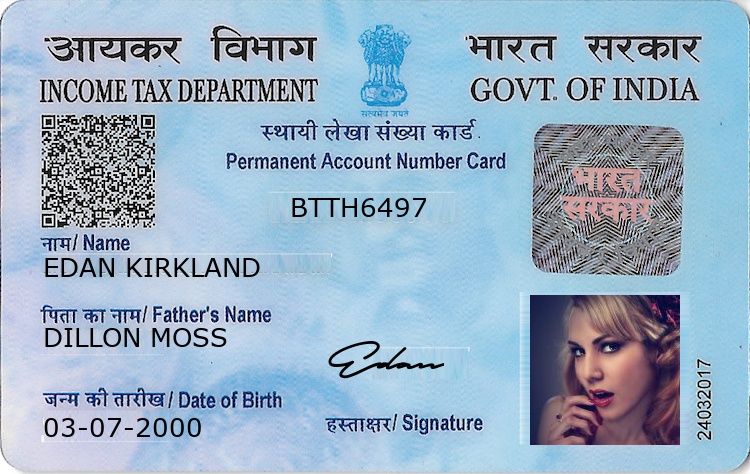 आयकर विभाग
भारत सरकार
INCOME TAX DEPARTMENT
GOVT. OF INDIA
सत्यमेव जयते
स्थायी लेखा संख्या कार्ड
Permanent Account Number Card
BTTH6497
भारत
सरकार
नाम/ Name
EDAN KIRKLAND
पिता का नाम/ Father's Name
DILLON MOSS
Edan
जन्म की तारीख/ Date of Birth
03-07-2000
हस्ताक्षर/ Signature
24032017